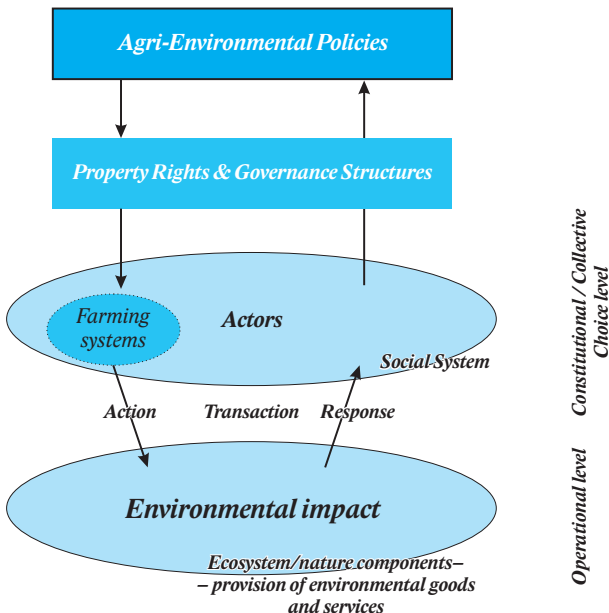 Agri-Environmental Policies
Property Rights & Governance Structures
Farming
systems
Actors
Social System
Action
Transaction
Response
Environmental impact
Ecosystem/nature components–
– provision of environmental goods
and services
Constitutional / Collective
Choice level
Operational level